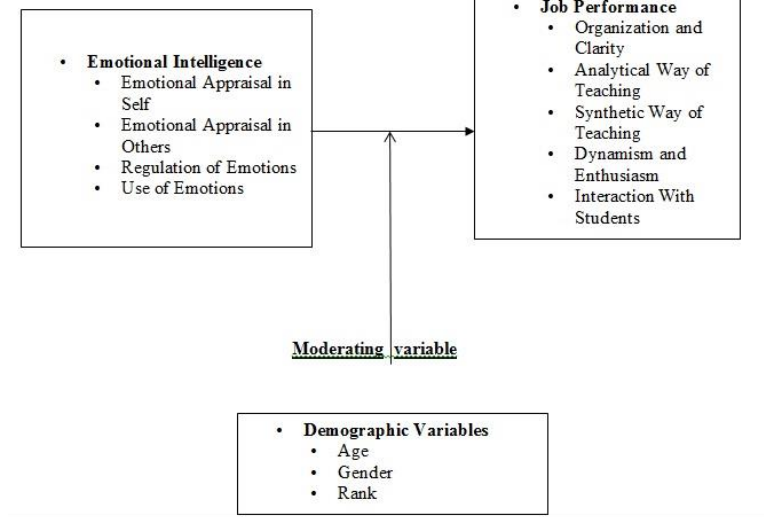 • Emotional Intelligence
• Emotional Appraisal in
Self
• Emotional Appraisal in
Others
• Regulation of Emotions
• Use of Emotions
• Job Performance
• Organization and
Clarity
• Analytical Way of
Teaching
• Synthetic Way of
Teaching
• Dynamism and
Enthusiasm
• Interaction With
Students
Moderating variable
• Demographic Variables
• Age
• Gender
• Rank